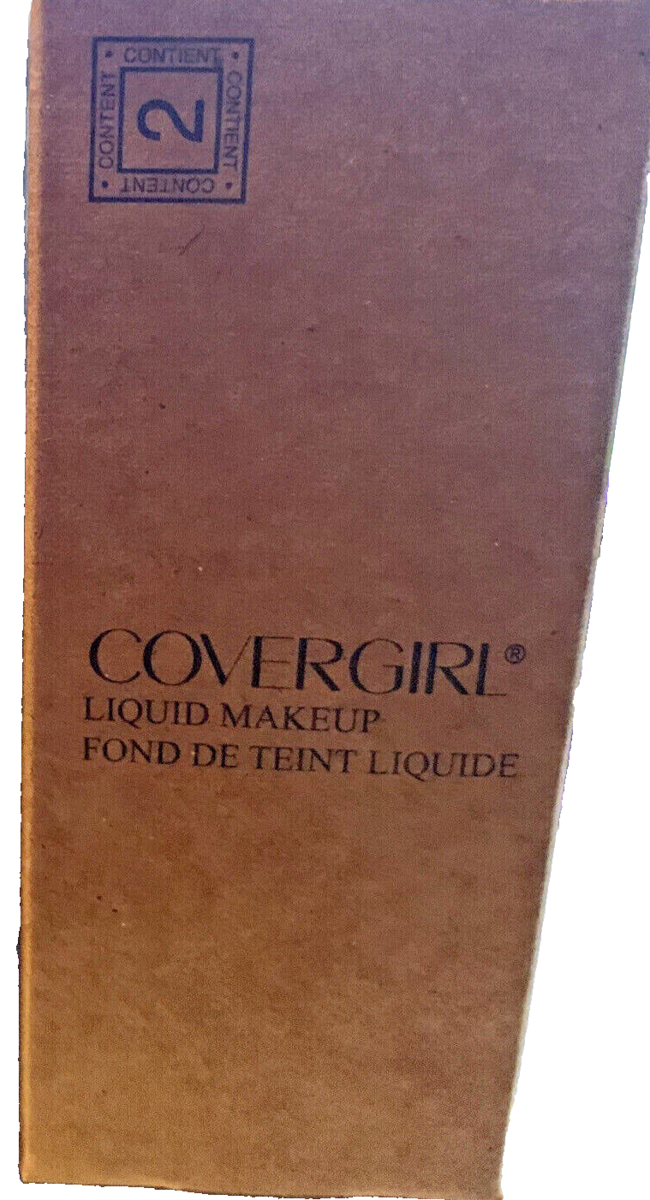 CONTIENT
CONTENT
2
CONTIENT
CONTENT
COVERGIRL®
LIQUID MAKEUP
FOND DE TEINT LIQUIDE